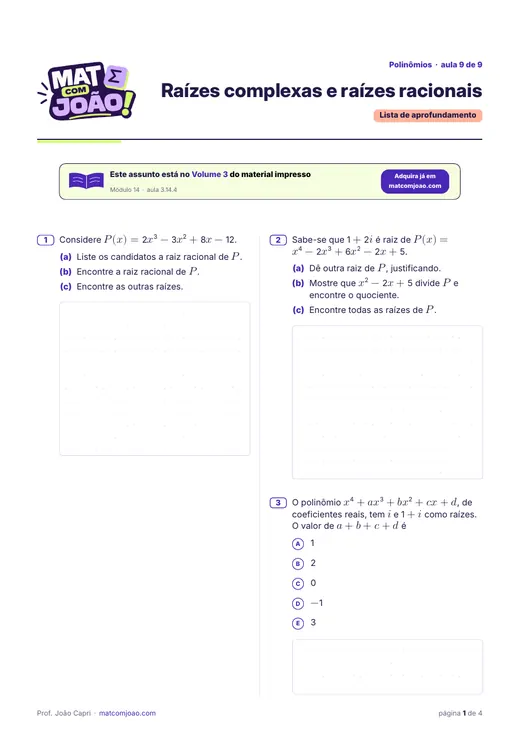 MAT Σ
COM
JOÃO!
Polinômios · aula 9 de 9
Raízes complexas e raízes racionais
Lista de aprofundamento
Este assunto está no Volume 3 do material impresso
Módulo 14 · aula 3.14.4
Adquira já em
matcomjoao.com
1 Considere P(x) = 2x³ − 3x² + 8x − 12.
(a) Liste os candidatos a raiz racional de P.
(b) Encontre a raiz racional de P.
(c) Encontre as outras raízes.
2 Sabe-se que 1 + 2i é raiz de P(x) =
x⁴ − 2x³ + 6x² − 2x + 5.
(a) Dê outra raiz de P, justificando.
(b) Mostre que x² − 2x + 5 divide P e
encontre o quociente.
(c) Encontre todas as raízes de P.
3 O polinômio x⁴ + ax³ + bx² + cx + d, de
coeficientes reais, tem i e 1 + i como raízes.
O valor de a + b + c + d é
A 1
B 2
C 0
D −1
E 3
Prof. João Capri · matcomjoao.com
página 1 de 4